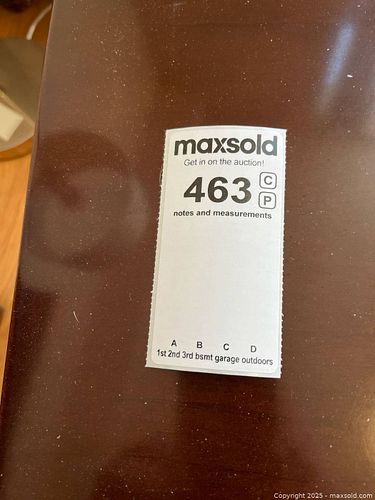 maxsold
Get in on the auction!
463 C
P
notes and measurements
A B C D
1st 2nd 3rd bsmt garage outdoors
Copyright © 2025 - maxsold.com